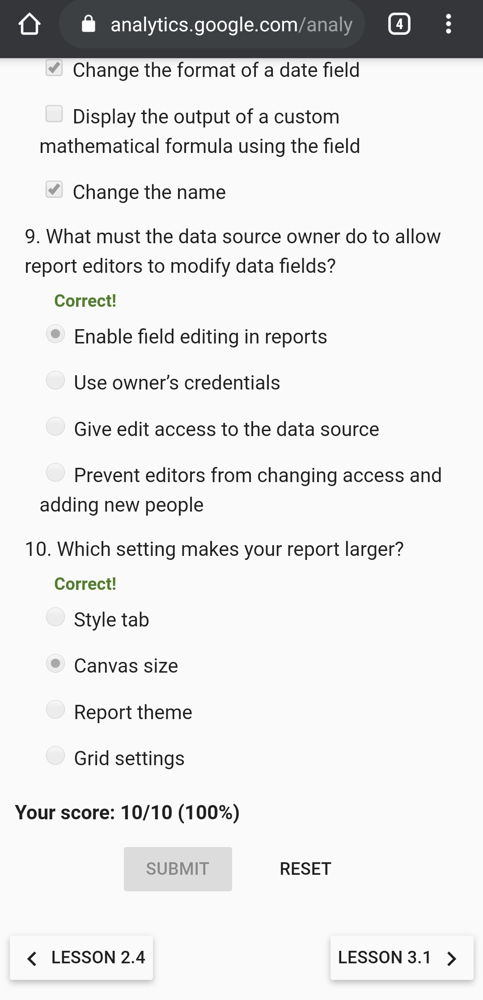 analytics.google.com/analy
4
Change the format of a date field
Display the output of a custom
mathematical formula using the field
Change the name
9. What must the data source owner do to allow
report editors to modify data fields?
Correct!
Enable field editing in reports
Use owner’s credentials
Give edit access to the data source
Prevent editors from changing access and
adding new people
10. Which setting makes your report larger?
Correct!
Style tab
Canvas size
Report theme
Grid settings
Your score: 10/10 (100%)
SUBMIT
RESET
LESSON 2.4
LESSON 3.1